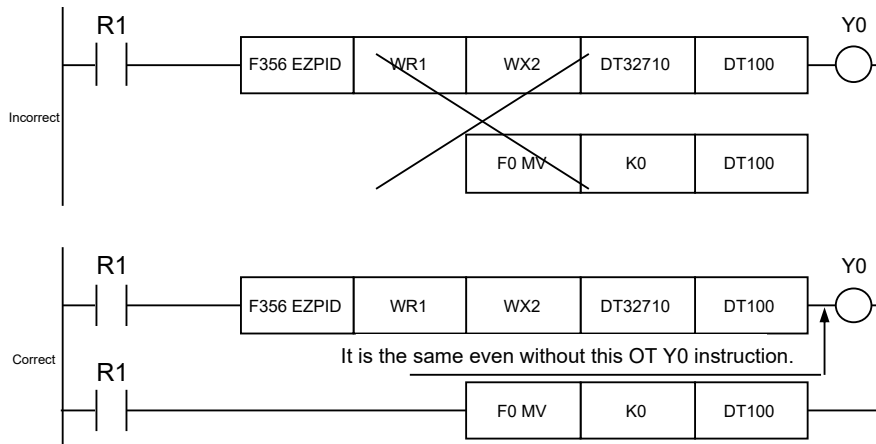 R1 Y0
F356 EZPID WR1 WX2 DT32710 DT100
Incorrect
F0 MV K0 DT100
R1 Y0
F356 EZPID WR1 WX2 DT32710 DT100
Correct
It is the same even without this OT Y0 instruction.
R1
F0 MV K0 DT100